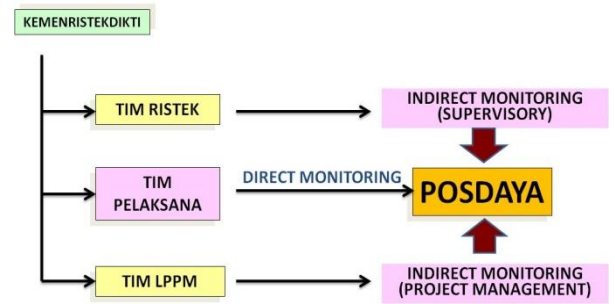 KEMENRISTEKDIKTI
TIM RISTEK
INDIRECT MONITORING
(SUPERVISORY)
TIM
PELAKSANA
DIRECT MONITORING
POSDAYA
TIM LPPM
INDIRECT MONITORING
(PROJECT MANAGEMENT)